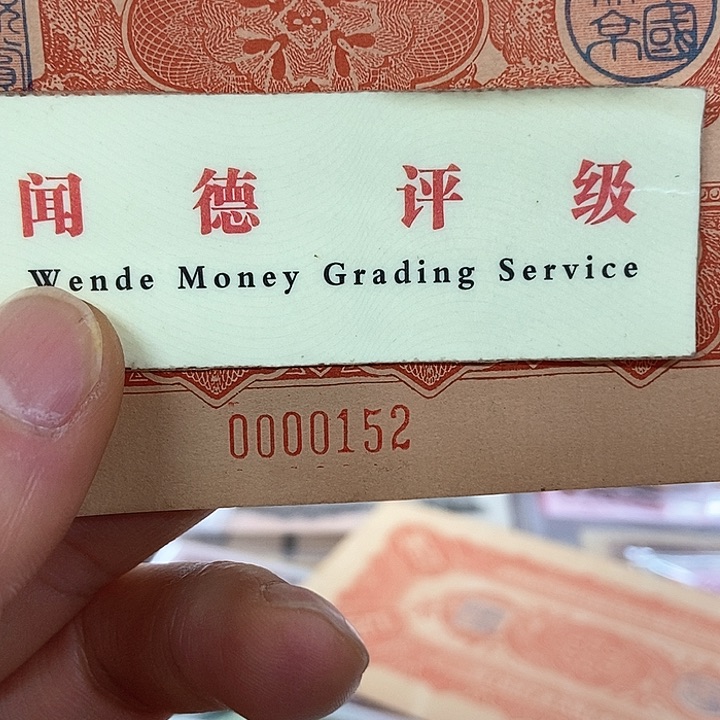 闻德评级
Wende Money Grading Service
0000152